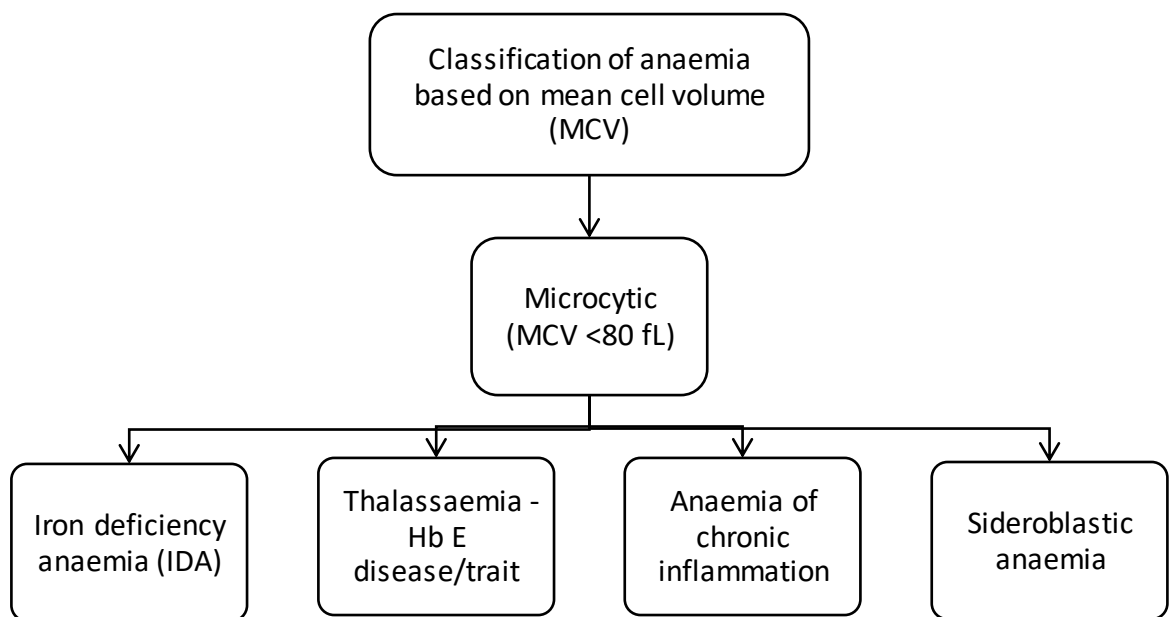 Classification of anaemia
based on mean cell volume
(MCV)
Microcytic
(MCV <80 fL)
Iron deficiency
anaemia (IDA)
Thalassaemia -
Hb E
disease/trait
Anaemia of
chronic
inflammation
Sideroblastic
anaemia